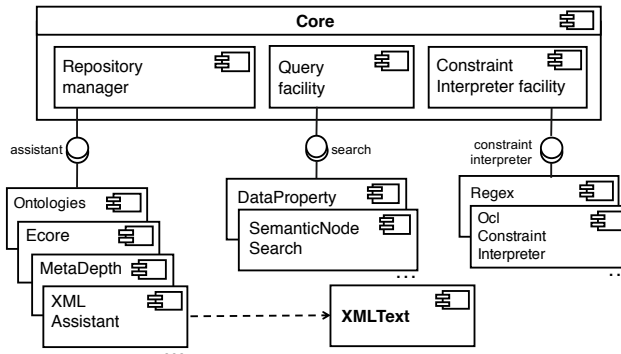 Core
Repository
manager
Query
facility
Constraint
Interpreter facility
assistant
search
constraint
interpreter
Ontologies
Ecore
MetaDepth
XML
Assistant
...
DataProperty
SemanticNode
Search
...
Regex
Ocl
Constraint
Interpreter
...
XMLText